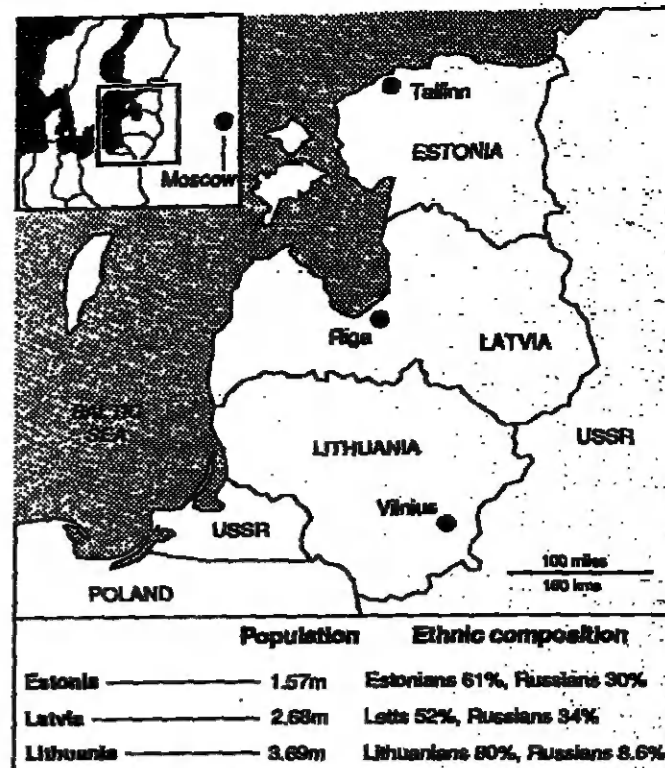 Moscow
Tallinn
ESTONIA
Riga
LATVIA
BALTIC
SEA
LITHUANIA
USSR
Vilnius
USSR
100 miles
160 kms
POLAND
Population Ethnic composition
Estonia 1.57m Estonians 61%, Russians 30%
Latvia 2.68m Letts 52%, Russians 34%
Lithuania 3.69m Lithuanians 80%, Russians 8.6%